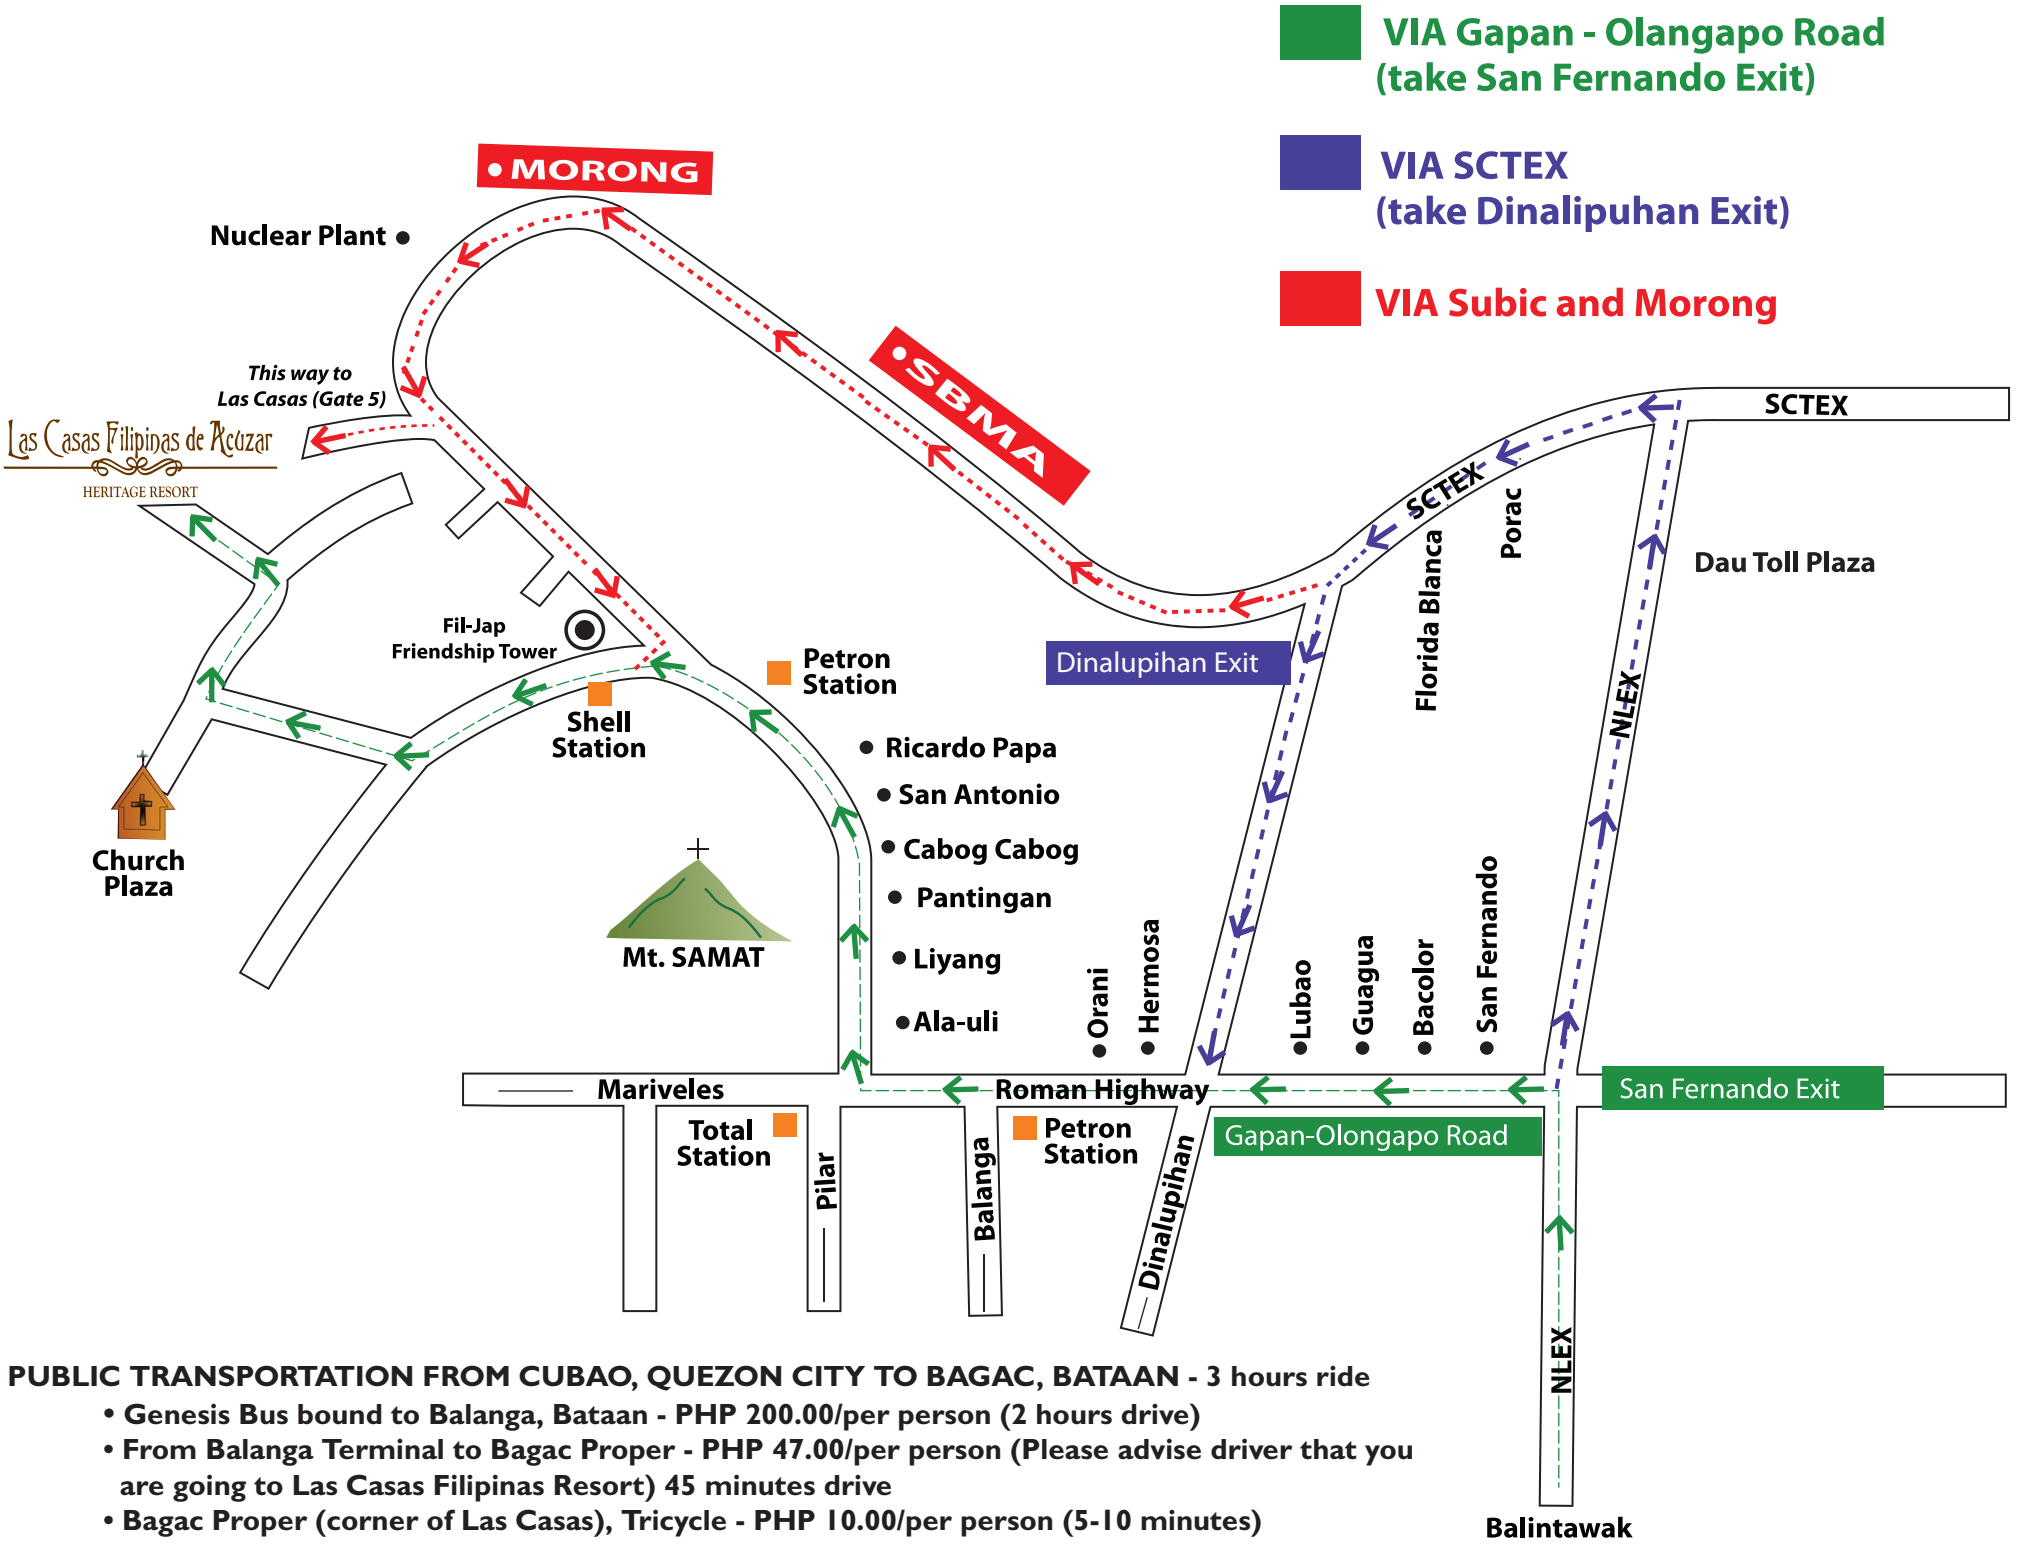 VIA Gapan - Olangapo Road
(take San Fernando Exit)
VIA SCTEX
(take Dinalipuhan Exit)
VIA Subic and Morong
MORONG
Nuclear Plant
SBMA
This way to
Las Casas (Gate 5)
Las Casas Filipinas de Acuzar
HERITAGE RESORT
SCTEX
SCTEX
Porac
Florida Blanca
Dau Toll Plaza
NLEX
Fil-Jap
Friendship Tower
Petron
Station
Dinalupihan Exit
Shell
Station
Ricardo Papa
San Antonio
Cabog Cabog
Pantingan
Liyang
Ala-uli
Church
Plaza
Mt. SAMAT
Orani
Hermosa
Lubao
Guagua
Bacolor
San Fernando
Mariveles
Roman Highway
San Fernando Exit
Gapan-Olongapo Road
Total
Station
Pilar
Balanga
Petron
Station
Dinalupihan
NLEX
Balintawak
PUBLIC TRANSPORTATION FROM CUBAO, QUEZON CITY TO BAGAC, BATAAN - 3 hours ride
• Genesis Bus bound to Balanga, Bataan - PHP 200.00/per person (2 hours drive)
• From Balanga Terminal to Bagac Proper - PHP 47.00/per person (Please advise driver that you
are going to Las Casas Filipinas Resort) 45 minutes drive
• Bagac Proper (corner of Las Casas), Tricycle - PHP 10.00/per person (5-10 minutes)